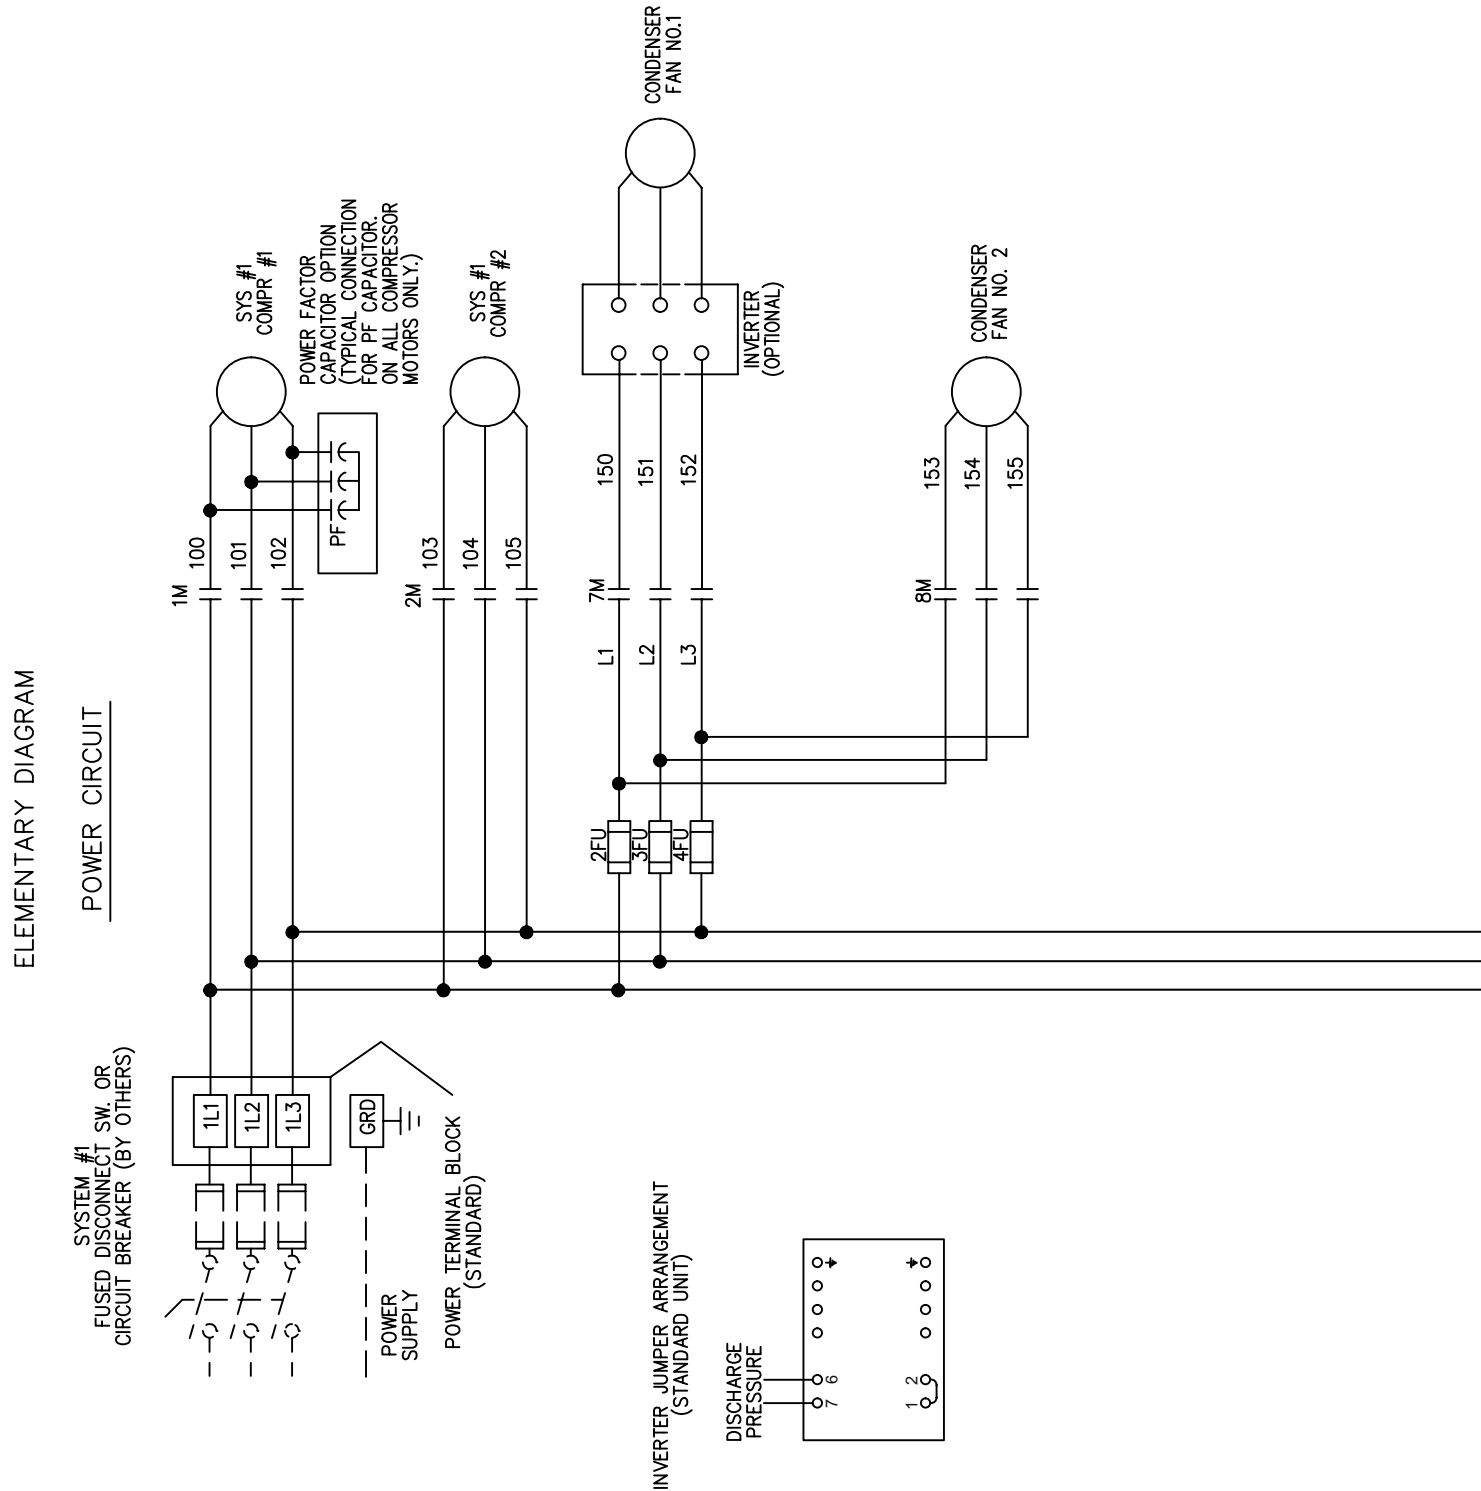 ELEMENTARY DIAGRAM
POWER CIRCUIT
SYSTEM #1
FUSED DISCONNECT SW. OR
CIRCUIT BREAKER (BY OTHERS)
1L1
1L2
1L3
GRD
POWER
SUPPLY
POWER TERMINAL BLOCK
(STANDARD)
1M
100
101
102
PF
SYS #1
COMPR #1
POWER FACTOR
CAPACITOR OPTION
(TYPICAL CONNECTION
FOR PF CAPACITOR.
ON ALL COMPRESSOR
MOTORS ONLY.)
2M
103
104
105
SYS #1
COMPR #2
2FU
3FU
4FU
L1
L2
L3
7M
150
151
152
INVERTER
(OPTIONAL)
CONDENSER
FAN NO.1
8M
153
154
155
CONDENSER
FAN NO. 2
INVERTER JUMPER ARRANGEMENT
(STANDARD UNIT)
DISCHARGE
PRESSURE
7 6
1 2